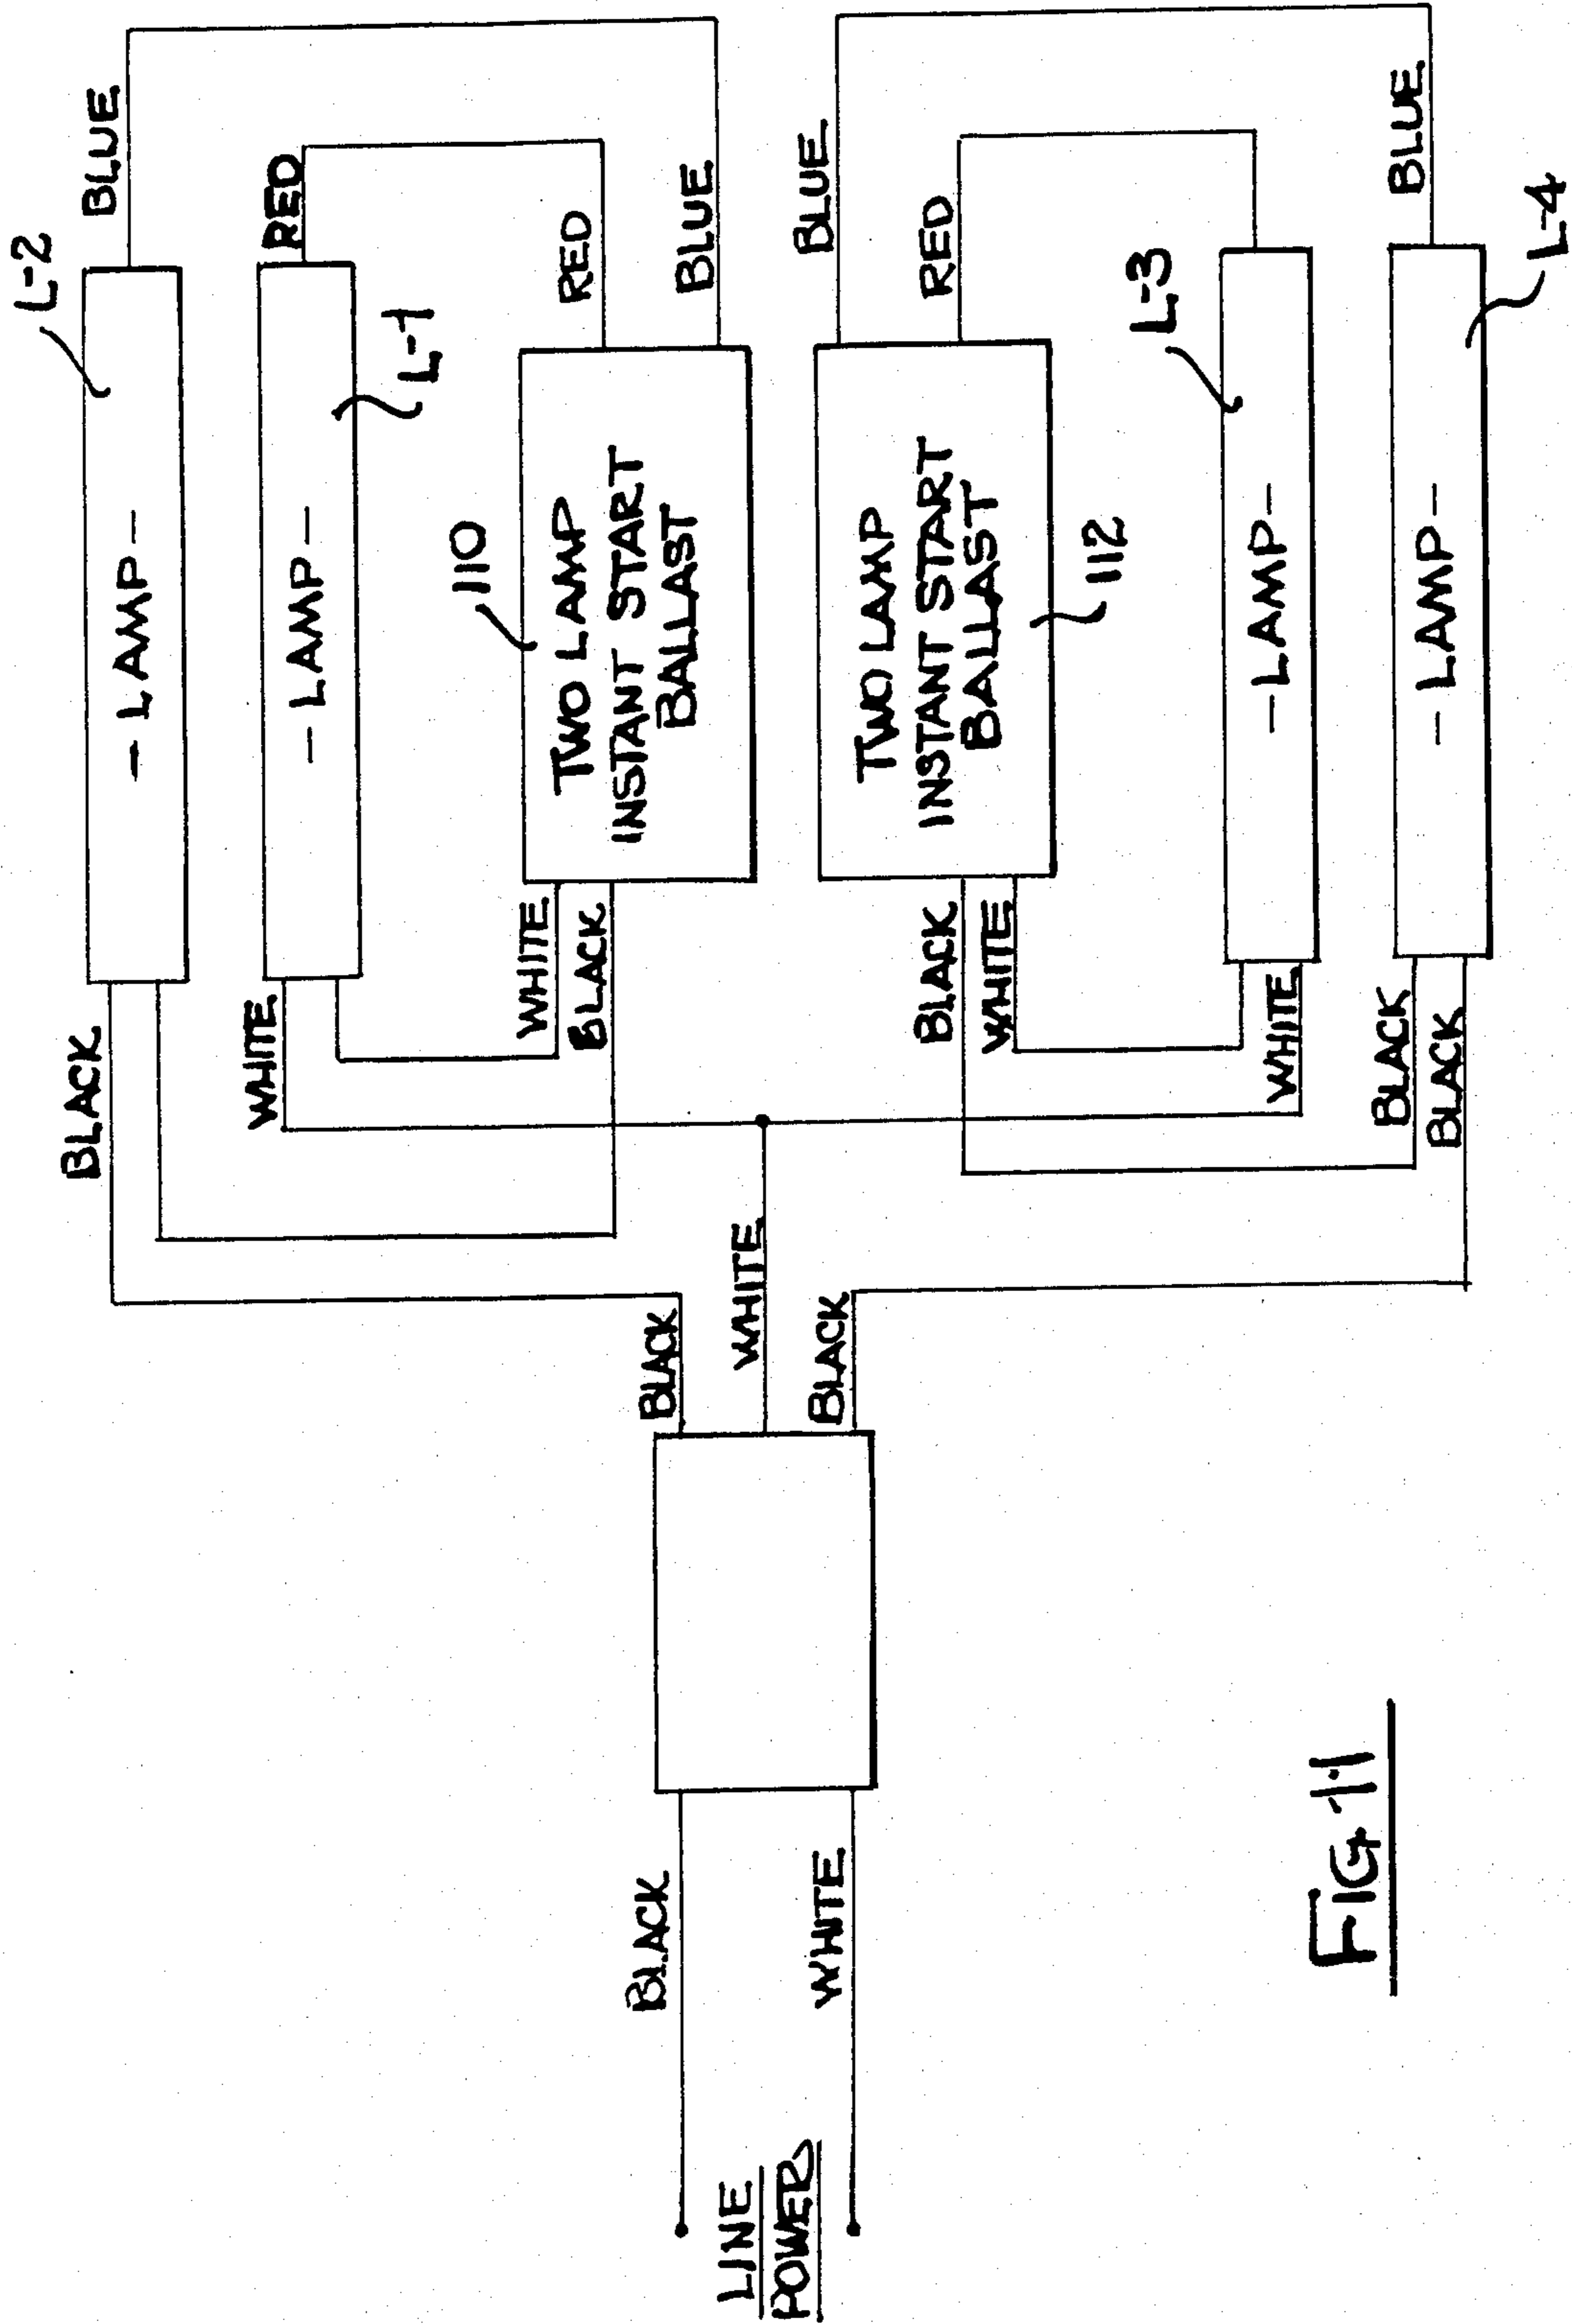 L-2
BLUE
- LAMP -
BLACK
RED
L-1
- LAMP -
WHITE
RED
110
TWO LAMP
INSTANT START
BALLAST
WHITE
BLACK
BLUE
BLUE
TWO LAMP
INSTANT START
BALLAST
112
RED
BLACK
WHITE
L-3
- LAMP -
WHITE
BLUE
L-4
- LAMP -
BLACK
BLACK
BLACK
WHITE
BLACK
BLACK
WHITE
LINE
POWER
FIG. 11